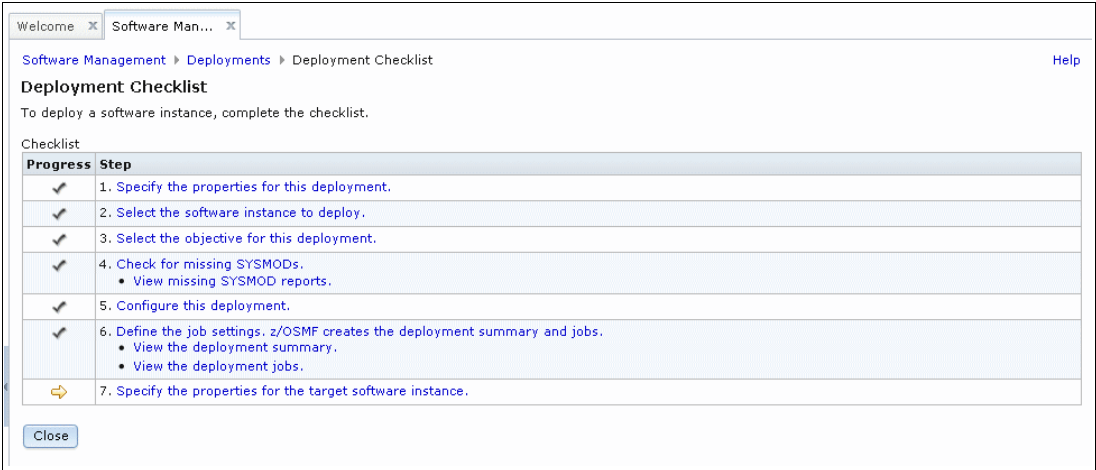 Welcome X Software Man... X
Software Management Deployments Deployment Checklist Help
Deployment Checklist
To deploy a software instance, complete the checklist.
Checklist
Progress Step
1. Specify the properties for this deployment.
2. Select the software instance to deploy.
3. Select the objective for this deployment.
4. Check for missing SYSMODs.
• View missing SYSMOD reports.
5. Configure this deployment.
6. Define the job settings. z/OSMF creates the deployment summary and jobs.
• View the deployment summary.
• View the deployment jobs.
7. Specify the properties for the target software instance.
Close